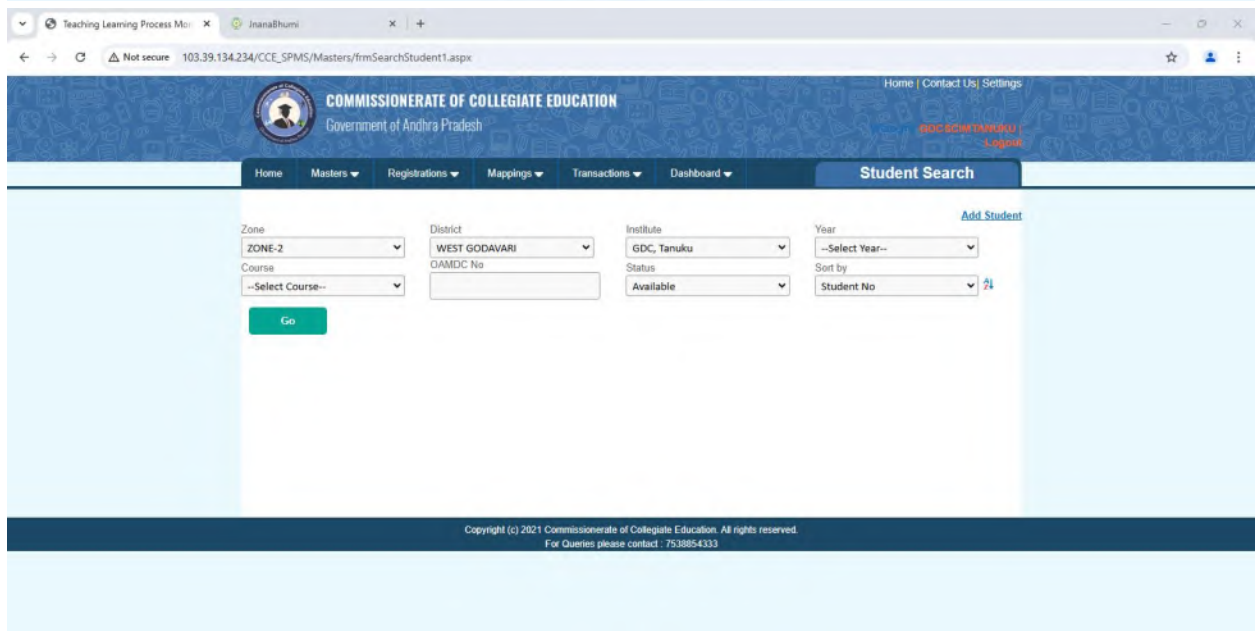 Teaching Learning Process Mo
JnanaBhumi
Not secure 103.39.134.234/CCE_SPMS/Masters/frmSearchStudent1.aspx
COMMISSIONERATE OF COLLEGIATE EDUCATION
Government of Andhra Pradesh
Home | Contact Us| Settings
Logout
Home Masters Registrations Mappings Transactions Dashboard Student Search
Add Student
Zone District Institute Year
ZONE-2 WEST GODAVARI GDC, Tanuku --Select Year--
Course OAMDC No Status Sort by
--Select Course-- Available Student No
Go
Copyright (c) 2021 Commissionerate of Collegiate Education. All rights reserved.
For Queries please contact : 7538854333